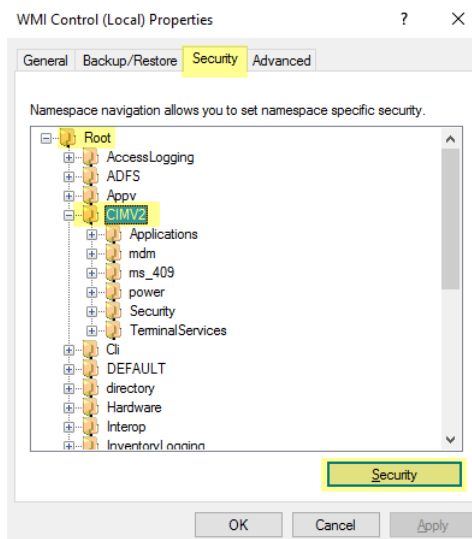 WMI Control (Local) Properties ? ×
General Backup/Restore Security Advanced
Namespace navigation allows you to set namespace specific security.
Root
AccessLogging
ADFS
Appv
CIMV2
Applications
mdm
ms_409
power
Security
TerminalServices
Cli
DEFAULT
directory
Hardware
Interop
InventoryLogging
Security
OK Cancel Apply